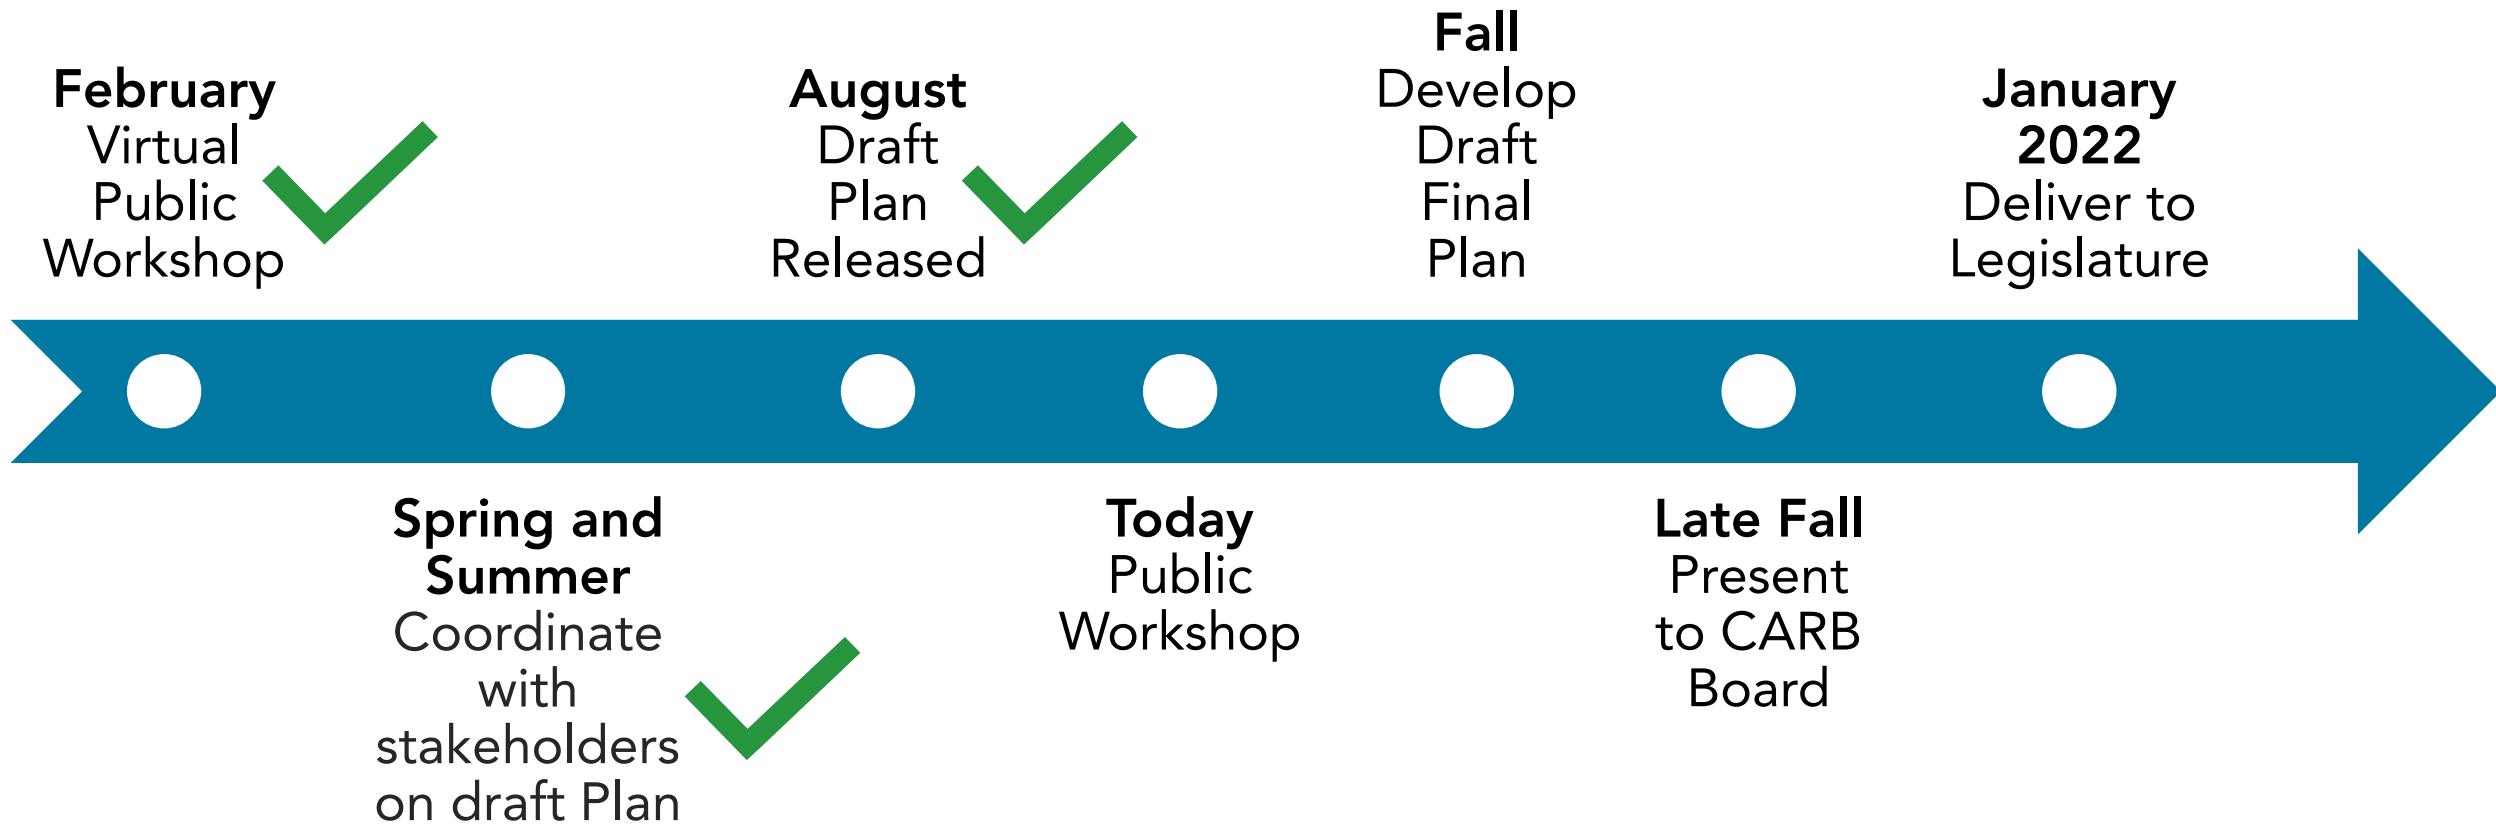 February
Virtual
Public
Workshop
Spring and
Summer
Coordinate
with
stakeholders
on draft Plan
August
Draft
Plan
Released
Today
Public
Workshop
Fall
Develop
Draft
Final
Plan
Late Fall
Present
to CARB
Board
January
2022
Deliver to
Legislature